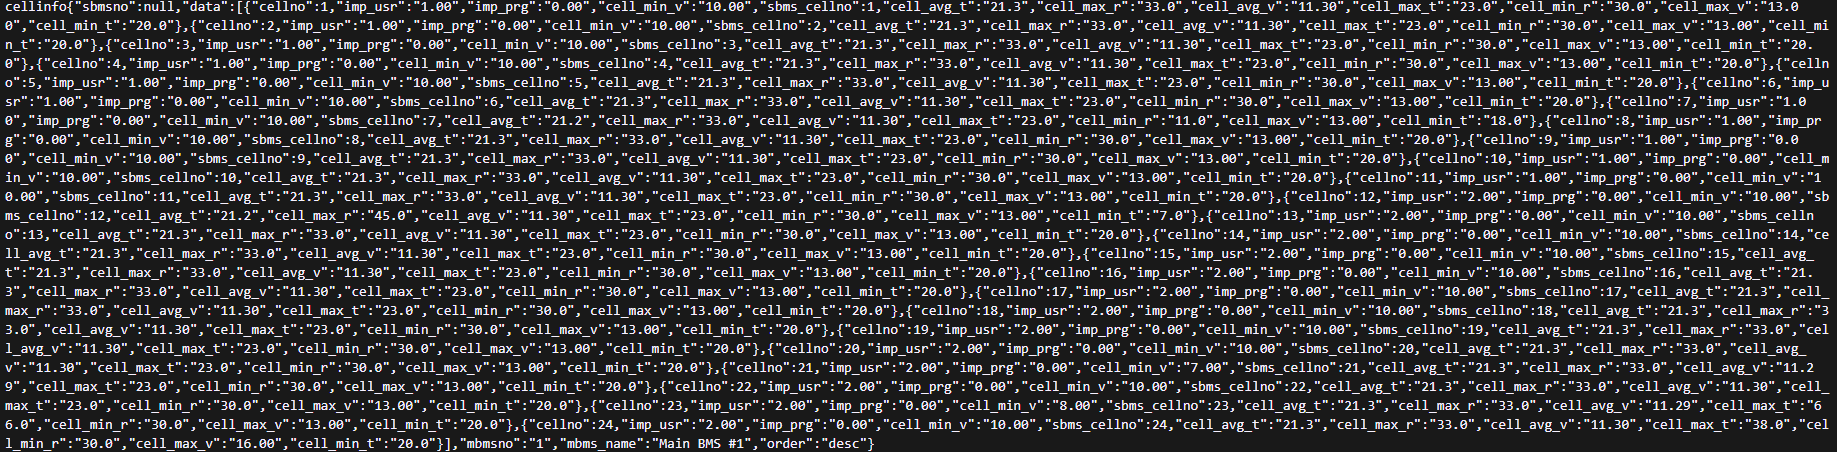 cellinfo{"sbmsno":null,"data":[{"cellno":1,"imp_usr":"1.00","imp_prg":"0.00","cell_min_v":"10.00","sbms_cellno":1,"cell_avg_t":"21.3","cell_max_r":"33.0","cell_avg_v":"11.30","cell_max_t":"23.0","cell_min_r":"30.0","cell_max_v":"13.0
0","cell_min_t":"20.0"},{"cellno":2,"imp_usr":"1.00","imp_prg":"0.00","cell_min_v":"10.00","sbms_cellno":2,"cell_avg_t":"21.3","cell_max_r":"33.0","cell_avg_v":"11.30","cell_max_t":"23.0","cell_min_r":"30.0","cell_max_v":"13.00","cell_mi
n_t":"20.0"},{"cellno":3,"imp_usr":"1.00","imp_prg":"0.00","cell_min_v":"10.00","sbms_cellno":3,"cell_avg_t":"21.3","cell_max_r":"33.0","cell_avg_v":"11.30","cell_max_t":"23.0","cell_min_r":"30.0","cell_max_v":"13.00","cell_min_t":"20.
0"},{"cellno":4,"imp_usr":"1.00","imp_prg":"0.00","cell_min_v":"10.00","sbms_cellno":4,"cell_avg_t":"21.3","cell_max_r":"33.0","cell_avg_v":"11.30","cell_max_t":"23.0","cell_min_r":"30.0","cell_max_v":"13.00","cell_min_t":"20.0"},{"celln
o":5,"imp_usr":"1.00","imp_prg":"0.00","cell_min_v":"10.00","sbms_cellno":5,"cell_avg_t":"21.3","cell_max_r":"33.0","cell_avg_v":"11.30","cell_max_t":"23.0","cell_min_r":"30.0","cell_max_v":"13.00","cell_min_t":"20.0"},{"cellno":6,"imp_u
sr":"1.00","imp_prg":"0.00","cell_min_v":"10.00","sbms_cellno":6,"cell_avg_t":"21.3","cell_max_r":"33.0","cell_avg_v":"11.30","cell_max_t":"23.0","cell_min_r":"30.0","cell_max_v":"13.00","cell_min_t":"20.0"},{"cellno":7,"imp_usr":"1.0
0","imp_prg":"0.00","cell_min_v":"10.00","sbms_cellno":7,"cell_avg_t":"21.2","cell_max_r":"33.0","cell_avg_v":"11.30","cell_max_t":"23.0","cell_min_r":"11.0","cell_max_v":"13.00","cell_min_t":"18.0"},{"cellno":8,"imp_usr":"1.00","imp_pr
g":"0.00","cell_min_v":"10.00","sbms_cellno":8,"cell_avg_t":"21.3","cell_max_r":"33.0","cell_avg_v":"11.30","cell_max_t":"23.0","cell_min_r":"30.0","cell_max_v":"13.00","cell_min_t":"20.0"},{"cellno":9,"imp_usr":"1.00","imp_prg":"0.0
0","cell_min_v":"10.00","sbms_cellno":9,"cell_avg_t":"21.3","cell_max_r":"33.0","cell_avg_v":"11.30","cell_max_t":"23.0","cell_min_r":"30.0","cell_max_v":"13.00","cell_min_t":"20.0"},{"cellno":10,"imp_usr":"1.00","imp_prg":"0.00","cell_m
in_v":"10.00","sbms_cellno":10,"cell_avg_t":"21.3","cell_max_r":"33.0","cell_avg_v":"11.30","cell_max_t":"23.0","cell_min_r":"30.0","cell_max_v":"13.00","cell_min_t":"20.0"},{"cellno":11,"imp_usr":"1.00","imp_prg":"0.00","cell_min_v":"1
0.00","sbms_cellno":11,"cell_avg_t":"21.3","cell_max_r":"33.0","cell_avg_v":"11.30","cell_max_t":"23.0","cell_min_r":"30.0","cell_max_v":"13.00","cell_min_t":"20.0"},{"cellno":12,"imp_usr":"2.00","imp_prg":"0.00","cell_min_v":"10.00","sb
ms_cellno":12,"cell_avg_t":"21.2","cell_max_r":"45.0","cell_avg_v":"11.30","cell_max_t":"23.0","cell_min_r":"30.0","cell_max_v":"13.00","cell_min_t":"7.0"},{"cellno":13,"imp_usr":"2.00","imp_prg":"0.00","cell_min_v":"10.00","sbms_celln
o":13,"cell_avg_t":"21.3","cell_max_r":"33.0","cell_avg_v":"11.30","cell_max_t":"23.0","cell_min_r":"30.0","cell_max_v":"13.00","cell_min_t":"20.0"},{"cellno":14,"imp_usr":"2.00","imp_prg":"0.00","cell_min_v":"10.00","sbms_cellno":14,"ce
ll_avg_t":"21.3","cell_max_r":"33.0","cell_avg_v":"11.30","cell_max_t":"23.0","cell_min_r":"30.0","cell_max_v":"13.00","cell_min_t":"20.0"},{"cellno":15,"imp_usr":"2.00","imp_prg":"0.00","cell_min_v":"10.00","sbms_cellno":15,"cell_avg_
t":"21.3","cell_max_r":"33.0","cell_avg_v":"11.30","cell_max_t":"23.0","cell_min_r":"30.0","cell_max_v":"13.00","cell_min_t":"20.0"},{"cellno":16,"imp_usr":"2.00","imp_prg":"0.00","cell_min_v":"10.00","sbms_cellno":16,"cell_avg_t":"21.
3","cell_max_r":"33.0","cell_avg_v":"11.30","cell_max_t":"23.0","cell_min_r":"30.0","cell_max_v":"13.00","cell_min_t":"20.0"},{"cellno":17,"imp_usr":"2.00","imp_prg":"0.00","cell_min_v":"10.00","sbms_cellno":17,"cell_avg_t":"21.3","cell_
max_r":"33.0","cell_avg_v":"11.30","cell_max_t":"23.0","cell_min_r":"30.0","cell_max_v":"13.00","cell_min_t":"20.0"},{"cellno":18,"imp_usr":"2.00","imp_prg":"0.00","cell_min_v":"10.00","sbms_cellno":18,"cell_avg_t":"21.3","cell_max_r":"3
3.0","cell_avg_v":"11.30","cell_max_t":"23.0","cell_min_r":"30.0","cell_max_v":"13.00","cell_min_t":"20.0"},{"cellno":19,"imp_usr":"2.00","imp_prg":"0.00","cell_min_v":"10.00","sbms_cellno":19,"cell_avg_t":"21.3","cell_max_r":"33.0","ce
ll_avg_v":"11.30","cell_max_t":"23.0","cell_min_r":"30.0","cell_max_v":"13.00","cell_min_t":"20.0"},{"cellno":20,"imp_usr":"2.00","imp_prg":"0.00","cell_min_v":"10.00","sbms_cellno":20,"cell_avg_t":"21.3","cell_max_r":"33.0","cell_avg_
v":"11.30","cell_max_t":"23.0","cell_min_r":"30.0","cell_max_v":"13.00","cell_min_t":"20.0"},{"cellno":21,"imp_usr":"2.00","imp_prg":"0.00","cell_min_v":"7.00","sbms_cellno":21,"cell_avg_t":"21.3","cell_max_r":"33.0","cell_avg_v":"11.2
9","cell_max_t":"23.0","cell_min_r":"30.0","cell_max_v":"13.00","cell_min_t":"20.0"},{"cellno":22,"imp_usr":"2.00","imp_prg":"0.00","cell_min_v":"10.00","sbms_cellno":22,"cell_avg_t":"21.3","cell_max_r":"33.0","cell_avg_v":"11.30","cell_
max_t":"23.0","cell_min_r":"30.0","cell_max_v":"13.00","cell_min_t":"20.0"},{"cellno":23,"imp_usr":"2.00","imp_prg":"0.00","cell_min_v":"8.00","sbms_cellno":23,"cell_avg_t":"21.3","cell_max_r":"33.0","cell_avg_v":"11.29","cell_max_t":"6
6.0","cell_min_r":"30.0","cell_max_v":"13.00","cell_min_t":"20.0"},{"cellno":24,"imp_usr":"2.00","imp_prg":"0.00","cell_min_v":"10.00","sbms_cellno":24,"cell_avg_t":"21.3","cell_max_r":"33.0","cell_avg_v":"11.30","cell_max_t":"38.0","cel
l_min_r":"30.0","cell_max_v":"16.00","cell_min_t":"20.0"}],"mbmsno":"1","mbms_name":"Main BMS #1","order":"desc"}